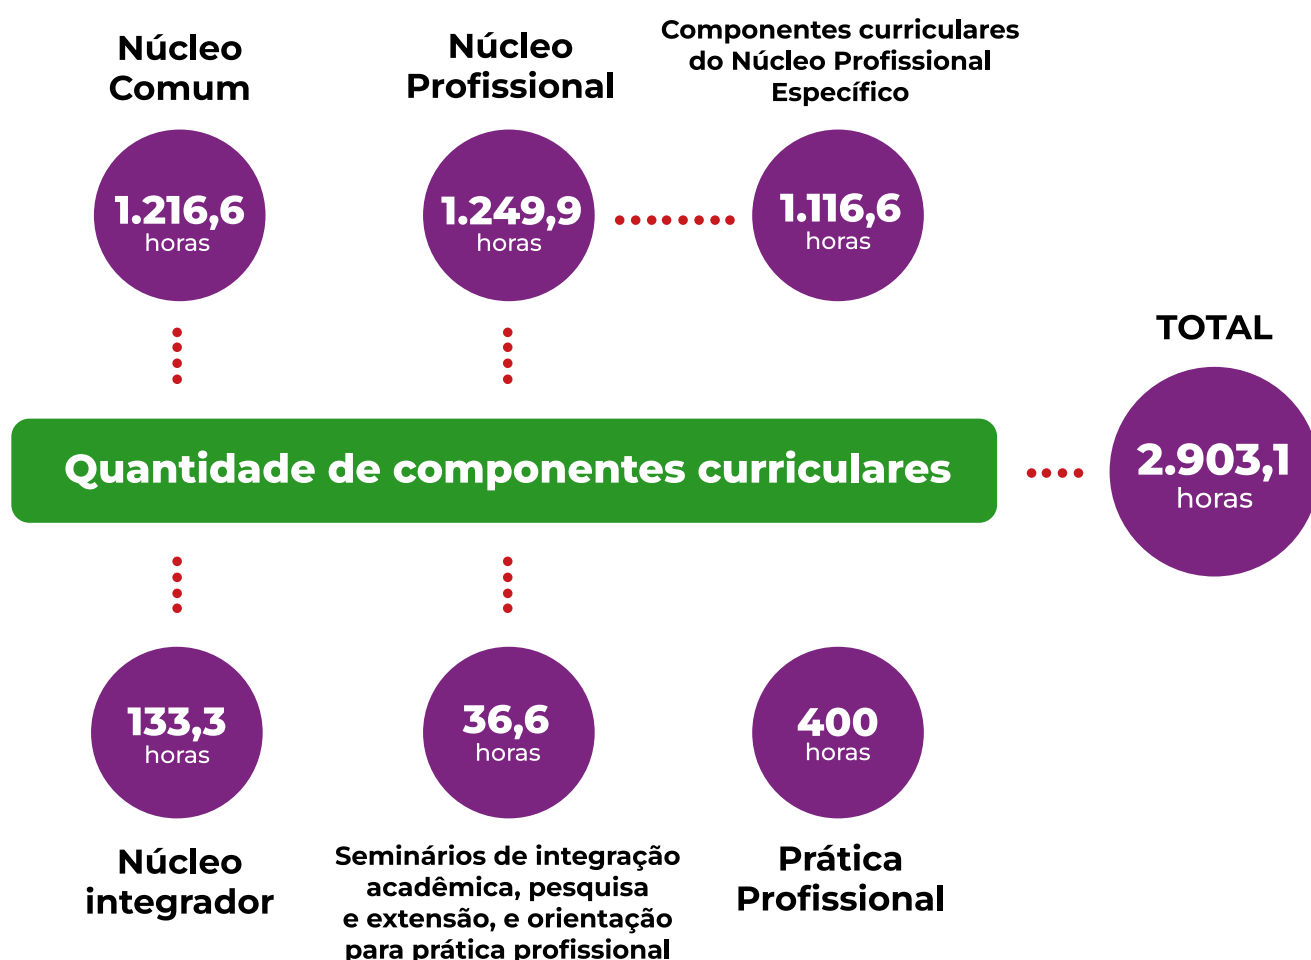 Núcleo
Comum
1.216,6
horas
Núcleo
Profissional
1.249,9
horas
Componentes curriculares
do Núcleo Profissional
Específico
1.116,6
horas
TOTAL
2.903,1
horas
Quantidade de componentes curriculares
133,3
horas
Núcleo
integrador
36,6
horas
Seminários de integração
acadêmica, pesquisa
e extensão, e orientação
para prática profissional
400
horas
Prática
Profissional